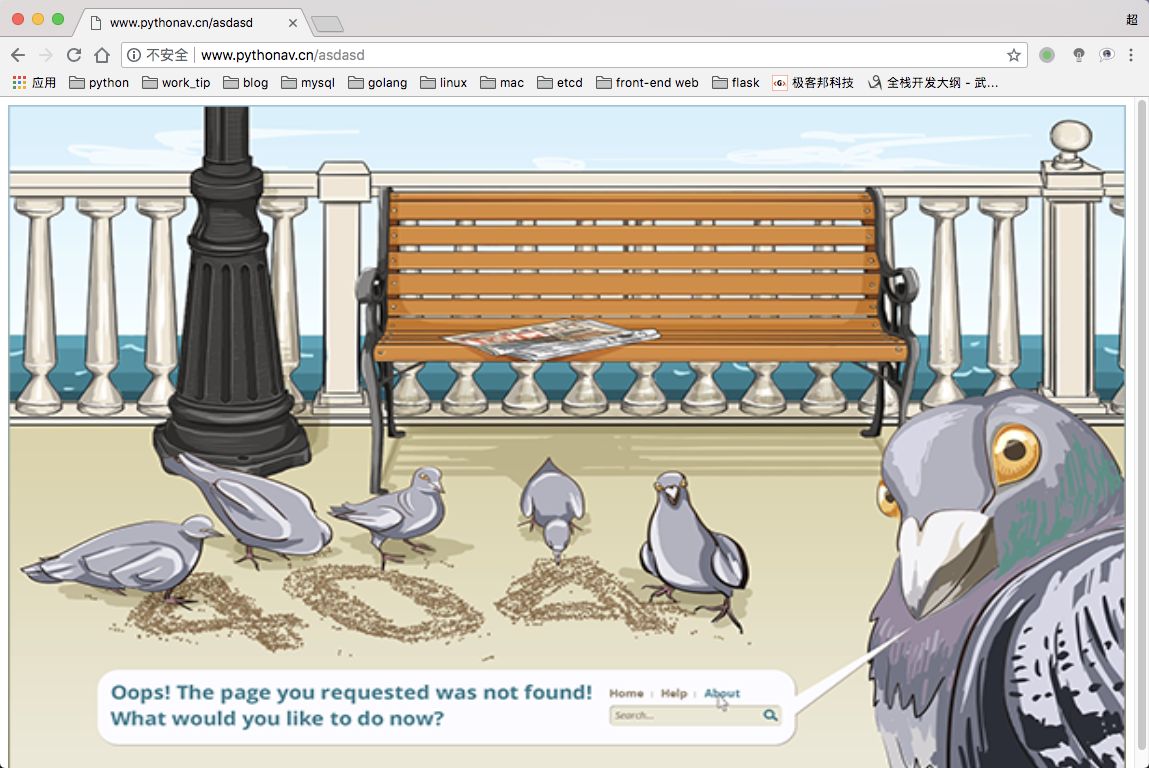 www.pythonav.cn/asdasd
超
不安全 www.pythonav.cn/asdasd
应用 python work_tip blog mysql golang linux mac etcd front-end web flask <G> 极客邦科技 全栈开发大纲 - 武...
404
Oops! The page you requested was not found!
What would you like to do now?
Home | Help | About
Search...